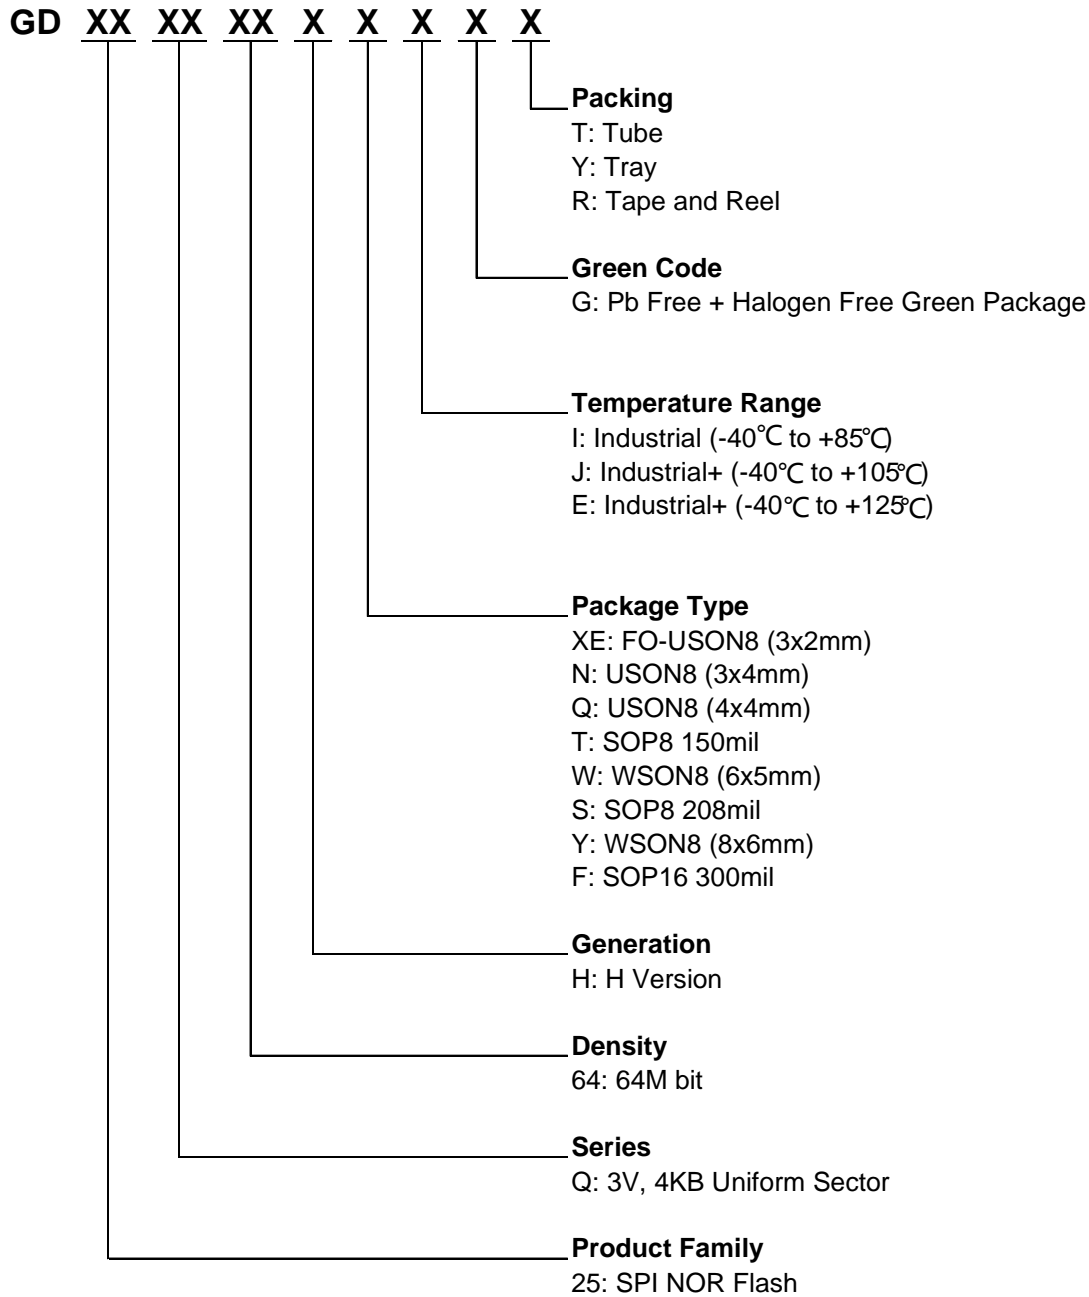 GD XX XX XX X X X X X
Packing
T: Tube
Y: Tray
R: Tape and Reel
Green Code
G: Pb Free + Halogen Free Green Package
Temperature Range
I: Industrial (-40℃ to +85℃)
J: Industrial+ (-40℃ to +105℃)
E: Industrial+ (-40℃ to +125℃)
Package Type
XE: FO-USON8 (3x2mm)
N: USON8 (3x4mm)
Q: USON8 (4x4mm)
T: SOP8 150mil
W: WSON8 (6x5mm)
S: SOP8 208mil
Y: WSON8 (8x6mm)
F: SOP16 300mil
Generation
H: H Version
Density
64: 64M bit
Series
Q: 3V, 4KB Uniform Sector
Product Family
25: SPI NOR Flash